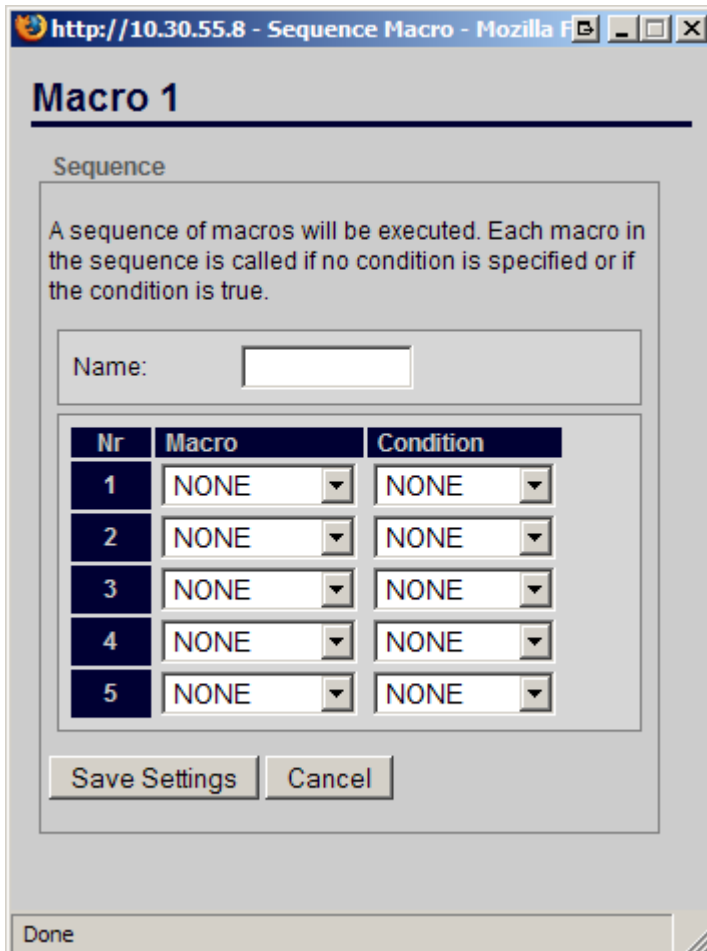 http://10.30.55.8 - Sequence Macro - Mozilla F
Macro 1
Sequence
A sequence of macros will be executed. Each macro in
the sequence is called if no condition is specified or if
the condition is true.
Name:
Nr Macro Condition
1 NONE NONE
2 NONE NONE
3 NONE NONE
4 NONE NONE
5 NONE NONE
Save Settings Cancel
Done